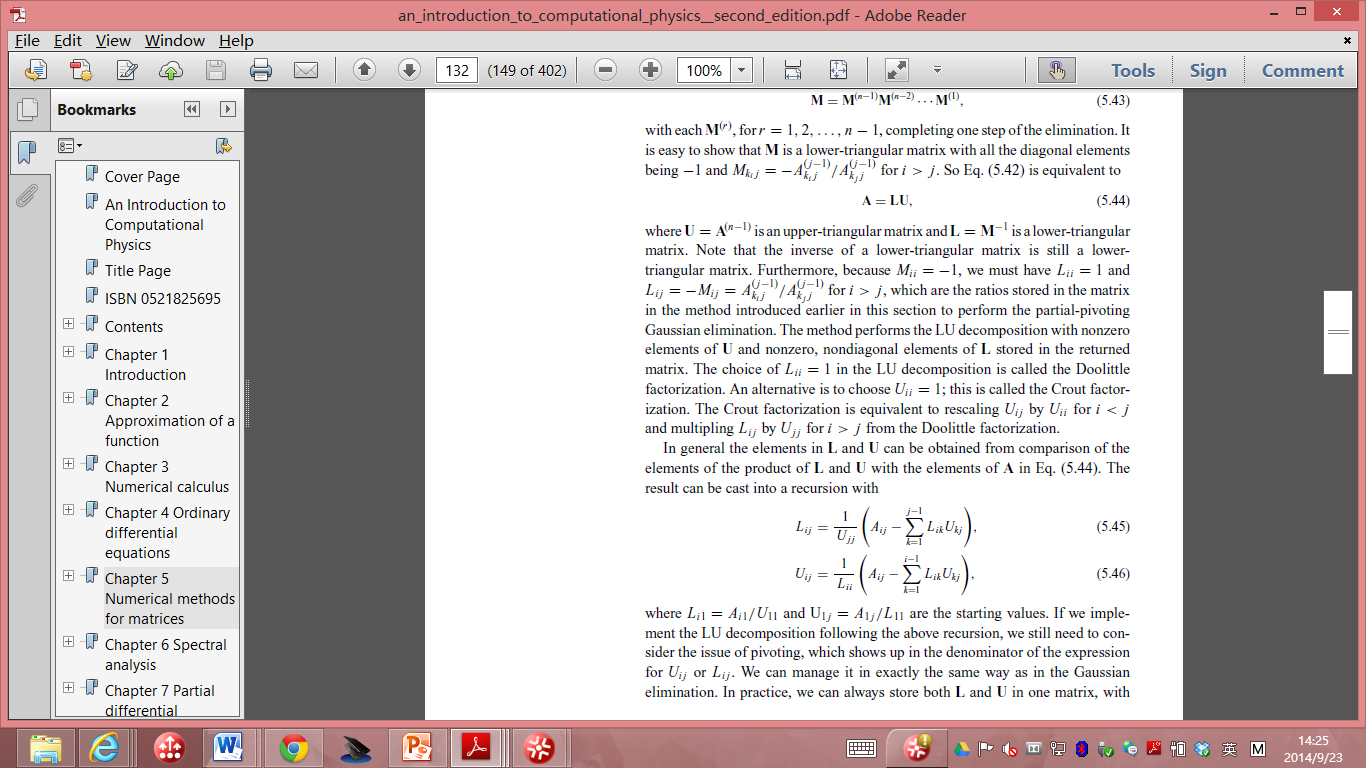 an_introduction_to_computational_physics__second_edition.pdf - Adobe Reader
File Edit View Window Help
132 (149 of 402) 100% Tools Sign Comment
Bookmarks
Cover Page
An Introduction to
Computational
Physics
Title Page
ISBN 0521825695
Contents
Chapter 1
Introduction
Chapter 2
Approximation of a
function
Chapter 3
Numerical calculus
Chapter 4 Ordinary
differential
equations
Chapter 5
Numerical methods
for matrices
Chapter 6 Spectral
analysis
Chapter 7 Partial
differential
M = M^(n−1)M^(n−2) ··· M^(1), (5.43)
with each M^(r), for r = 1, 2, . . . , n − 1, completing one step of the elimination. It
is easy to show that M is a lower-triangular matrix with all the diagonal elements
being −1 and M_{k_i j} = −A_{k_i j}^{(j−1)}/A_{k_j j}^{(j−1)} for i > j. So Eq. (5.42) is equivalent to
A = LU, (5.44)
where U = A^(n−1) is an upper-triangular matrix and L = M^−1 is a lower-triangular
matrix. Note that the inverse of a lower-triangular matrix is still a lower-
triangular matrix. Furthermore, because M_ii = −1, we must have L_ii = 1 and
L_ij = −M_ij = A_{k_i j}^{(j−1)}/A_{k_j j}^{(j−1)} for i > j, which are the ratios stored in the matrix
in the method introduced earlier in this section to perform the partial-pivoting
Gaussian elimination. The method performs the LU decomposition with nonzero
elements of U and nonzero, nondiagonal elements of L stored in the returned
matrix. The choice of L_ii = 1 in the LU decomposition is called the Doolittle
factorization. An alternative is to choose U_ii = 1; this is called the Crout factor-
ization. The Crout factorization is equivalent to rescaling U_ij by U_ii for i < j
and multipling L_ij by U_jj for i > j from the Doolittle factorization.
In general the elements in L and U can be obtained from comparison of the
elements of the product of L and U with the elements of A in Eq. (5.44). The
result can be cast into a recursion with
L_ij = 1/U_jj (A_ij − ∑_{k=1}^{j−1} L_ik U_kj), (5.45)
U_ij = 1/L_ii (A_ij − ∑_{k=1}^{i−1} L_ik U_kj), (5.46)
where L_i1 = A_i1/U_11 and U_1j = A_1j/L_11 are the starting values. If we imple-
ment the LU decomposition following the above recursion, we still need to con-
sider the issue of pivoting, which shows up in the denominator of the expression
for U_ij or L_ij. We can manage it in exactly the same way as in the Gaussian
elimination. In practice, we can always store both L and U in one matrix, with
英 M
14:25
2014/9/23